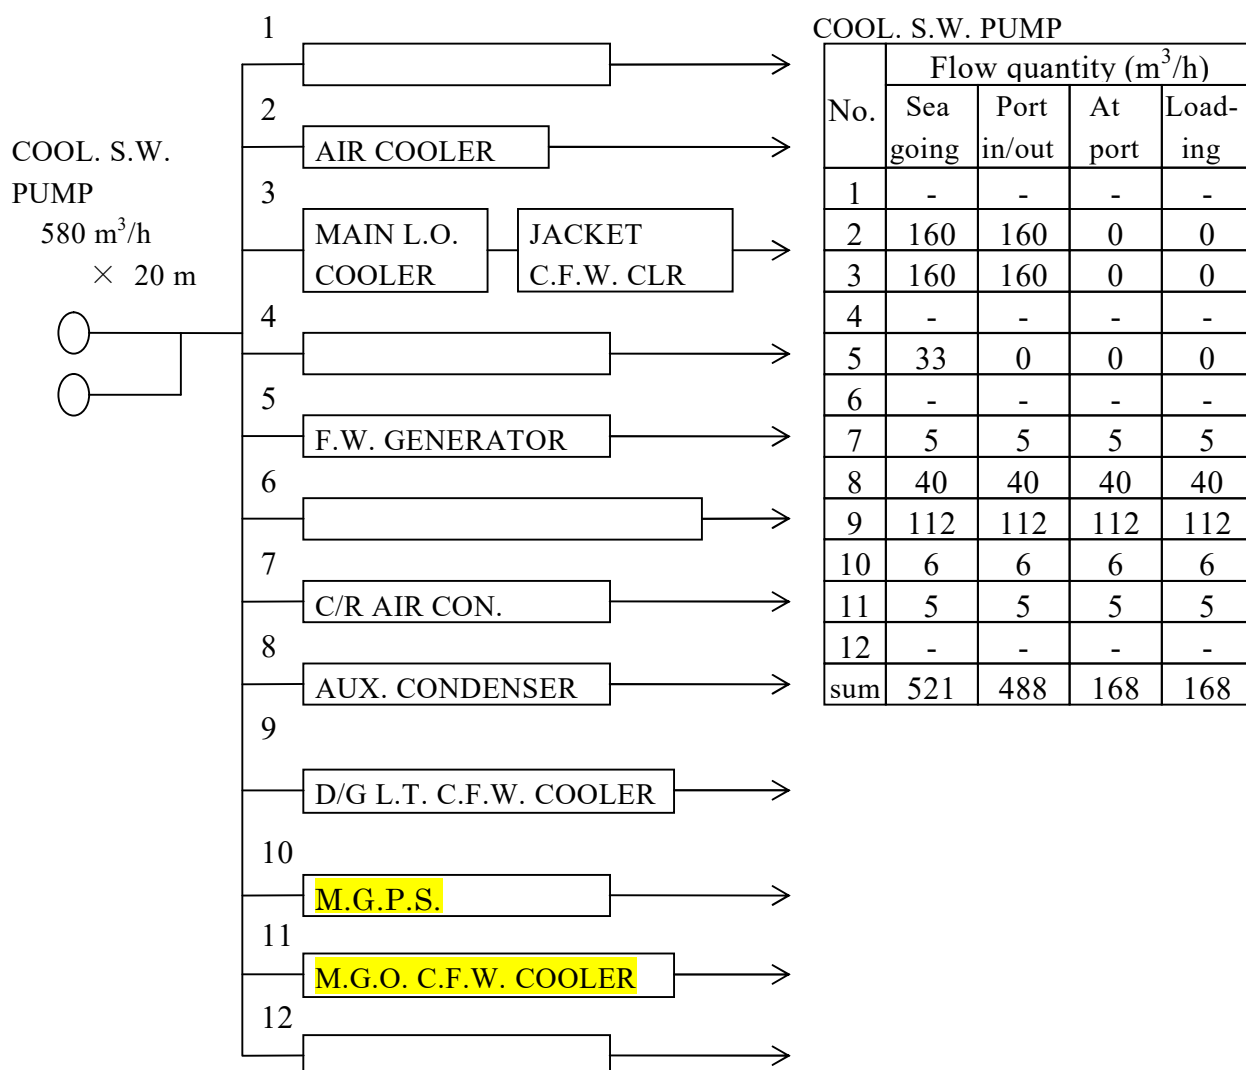 COOL. S.W.
PUMP
580 m³/h
× 20 m
1
2
AIR COOLER
3
MAIN L.O.
COOLER
JACKET
C.F.W. CLR
4
5
F.W. GENERATOR
6
7
C/R AIR CON.
8
AUX. CONDENSER
9
D/G L.T. C.F.W. COOLER
10
M.G.P.S.
11
M.G.O. C.F.W. COOLER
12
COOL. S.W. PUMP
No. Flow quantity (m³/h)
Sea going Port in/out At port Load-ing
1 - - - -
2 160 160 0 0
3 160 160 0 0
4 - - - -
5 33 0 0 0
6 - - - -
7 5 5 5 5
8 40 40 40 40
9 112 112 112 112
10 6 6 6 6
11 5 5 5 5
12 - - - -
sum 521 488 168 168